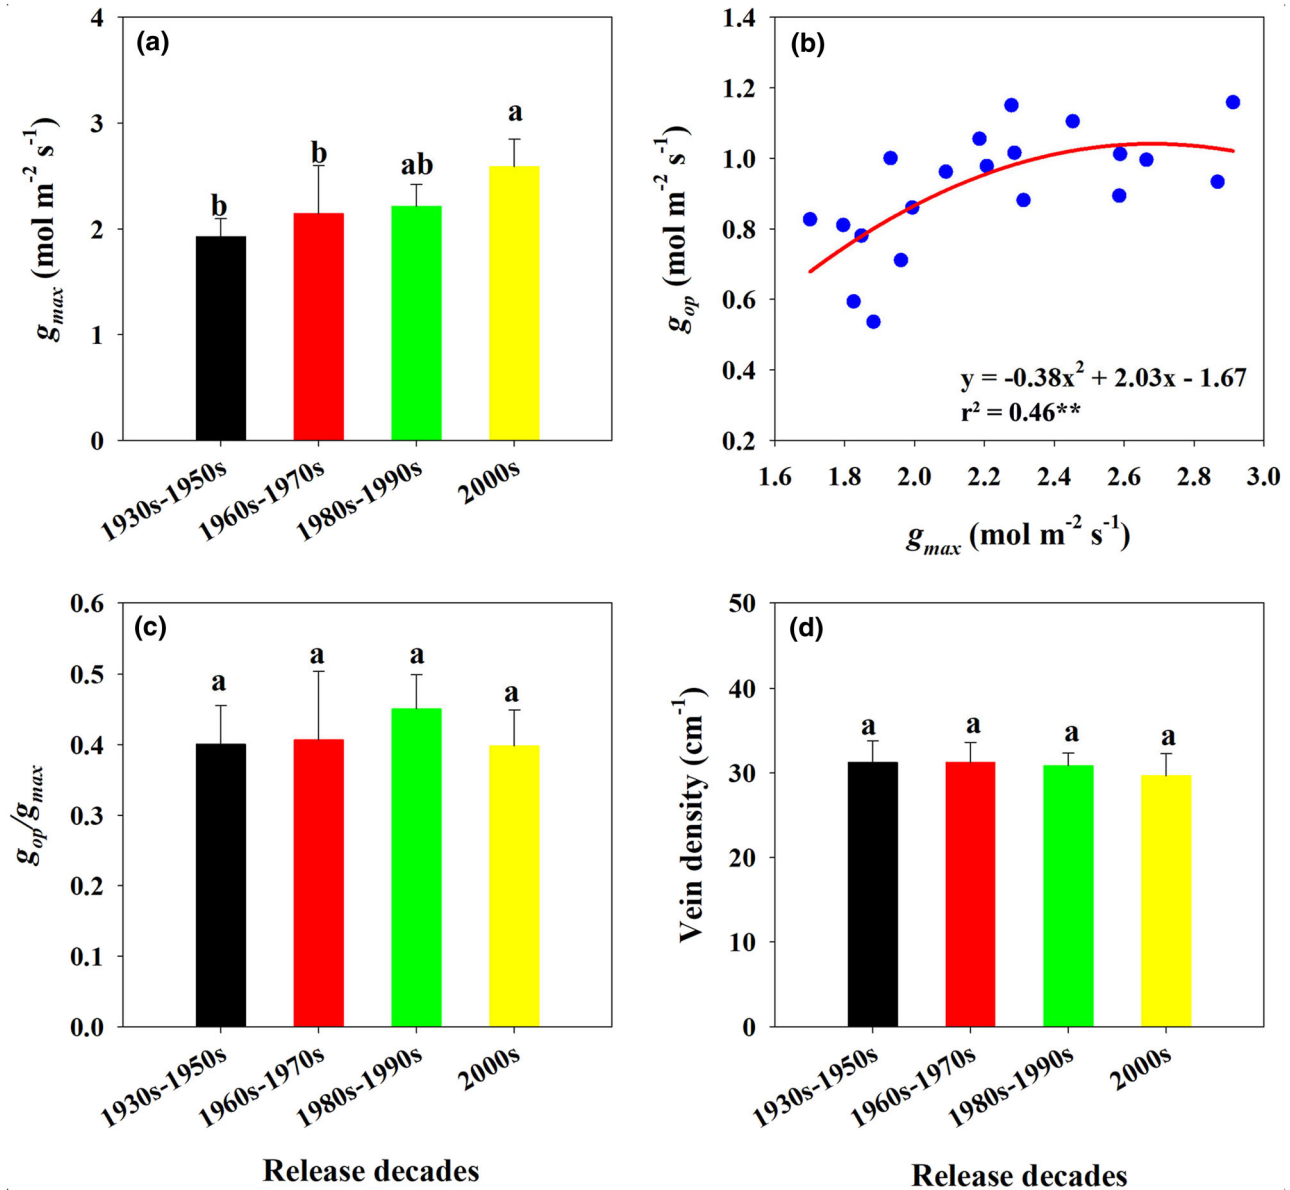 (a)
4
3
2
1
0
g_max (mol m^-2 s^-1)
b
b
ab
a
1930s-1950s
1960s-1970s
1980s-1990s
2000s
(b)
1.4
1.2
1.0
0.8
0.6
0.4
0.2
g_op (mol m^-2 s^-1)
y = -0.38x² + 2.03x - 1.67
r² = 0.46**
1.6 1.8 2.0 2.2 2.4 2.6 2.8 3.0
g_max (mol m^-2 s^-1)
(c)
0.6
0.5
0.4
0.3
0.2
0.1
0.0
g_op/g_max
a
a
a
a
1930s-1950s
1960s-1970s
1980s-1990s
2000s
Release decades
(d)
50
40
30
20
10
0
Vein density (cm^-1)
a
a
a
a
1930s-1950s
1960s-1970s
1980s-1990s
2000s
Release decades